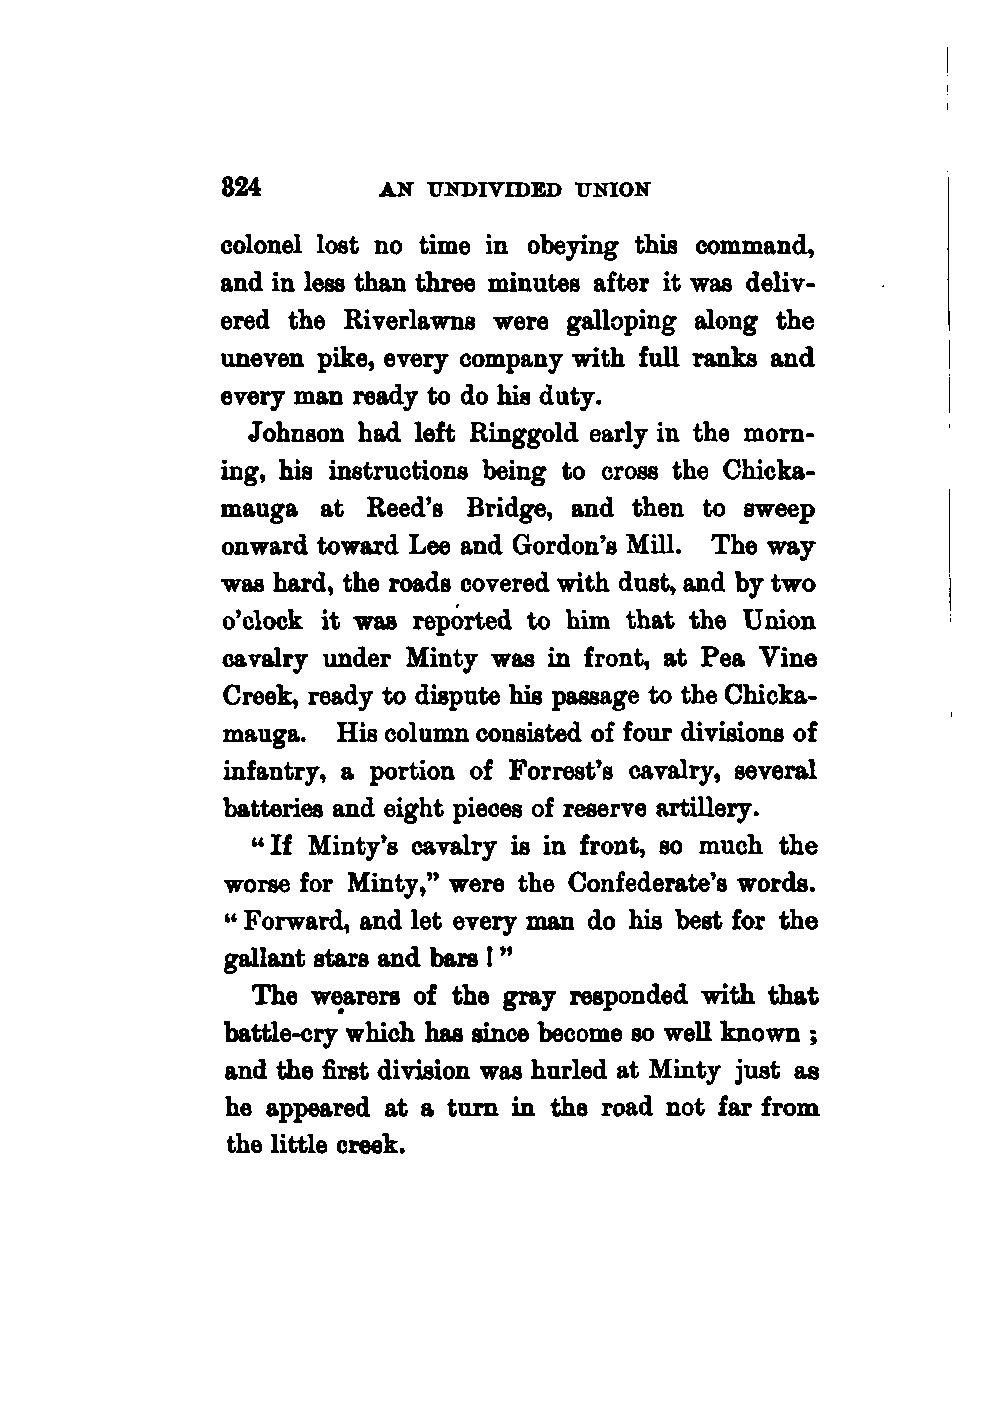 324 AN UNDIVIDED UNION
colonel lost no time in obeying this command,
and in less than three minutes after it was deliv-
ered the Riverlawns were galloping along the
uneven pike, every company with full ranks and
every man ready to do his duty.
Johnson had left Ringgold early in the morn-
ing, his instructions being to cross the Chicka-
mauga at Reed's Bridge, and then to sweep
onward toward Lee and Gordon's Mill. The way
was hard, the roads covered with dust, and by two
o'clock it was reported to him that the Union
cavalry under Minty was in front, at Pea Vine
Creek, ready to dispute his passage to the Chicka-
mauga. His column consisted of four divisions of
infantry, a portion of Forrest's cavalry, several
batteries and eight pieces of reserve artillery.
"If Minty's cavalry is in front, so much the
worse for Minty," were the Confederate's words.
"Forward, and let every man do his best for the
gallant stars and bars!"
The wearers of the gray responded with that
battle-cry which has since become so well known;
and the first division was hurled at Minty just as
he appeared at a turn in the road not far from
the little creek.